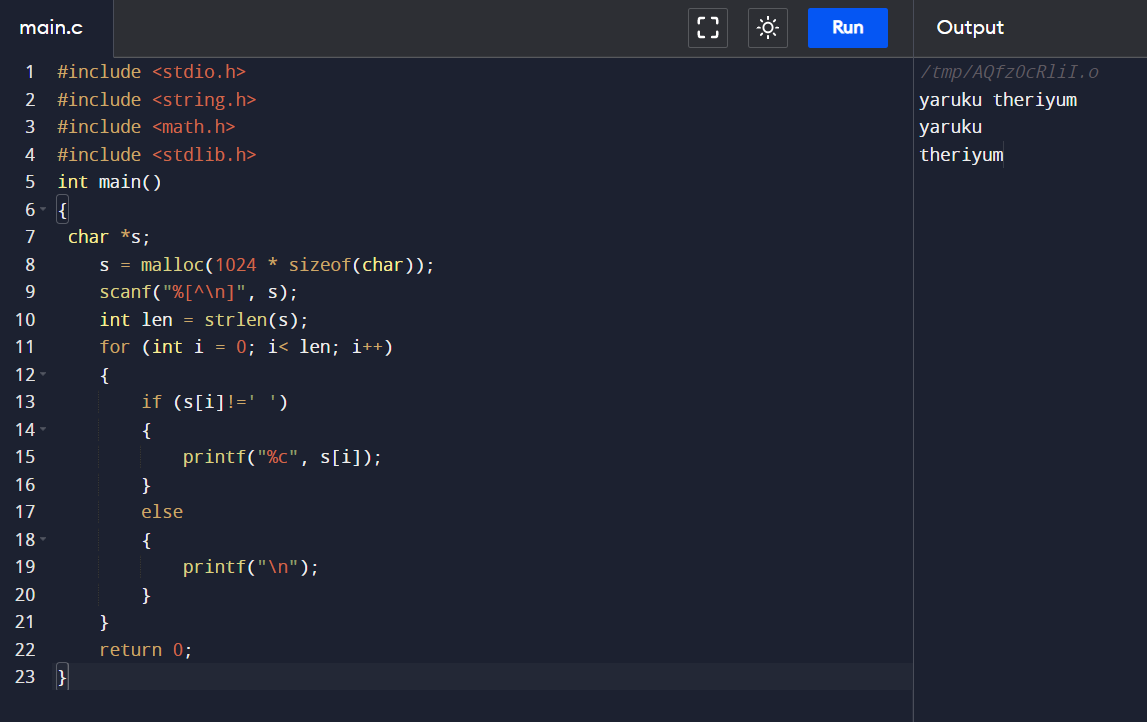 main.c
Run
Output
1 #include <stdio.h>
2 #include <string.h>
3 #include <math.h>
4 #include <stdlib.h>
5 int main()
6 {
7  char *s;
8     s = malloc(1024 * sizeof(char));
9     scanf("%[^\n]", s);
10     int len = strlen(s);
11     for (int i = 0; i< len; i++)
12     {
13         if (s[i]!=' ')
14         {
15             printf("%c", s[i]);
16         }
17         else
18         {
19             printf("\n");
20         }
21     }
22     return 0;
23 }
/tmp/AQfzOcRliI.o
yaruku theriyum
yaruku
theriyum